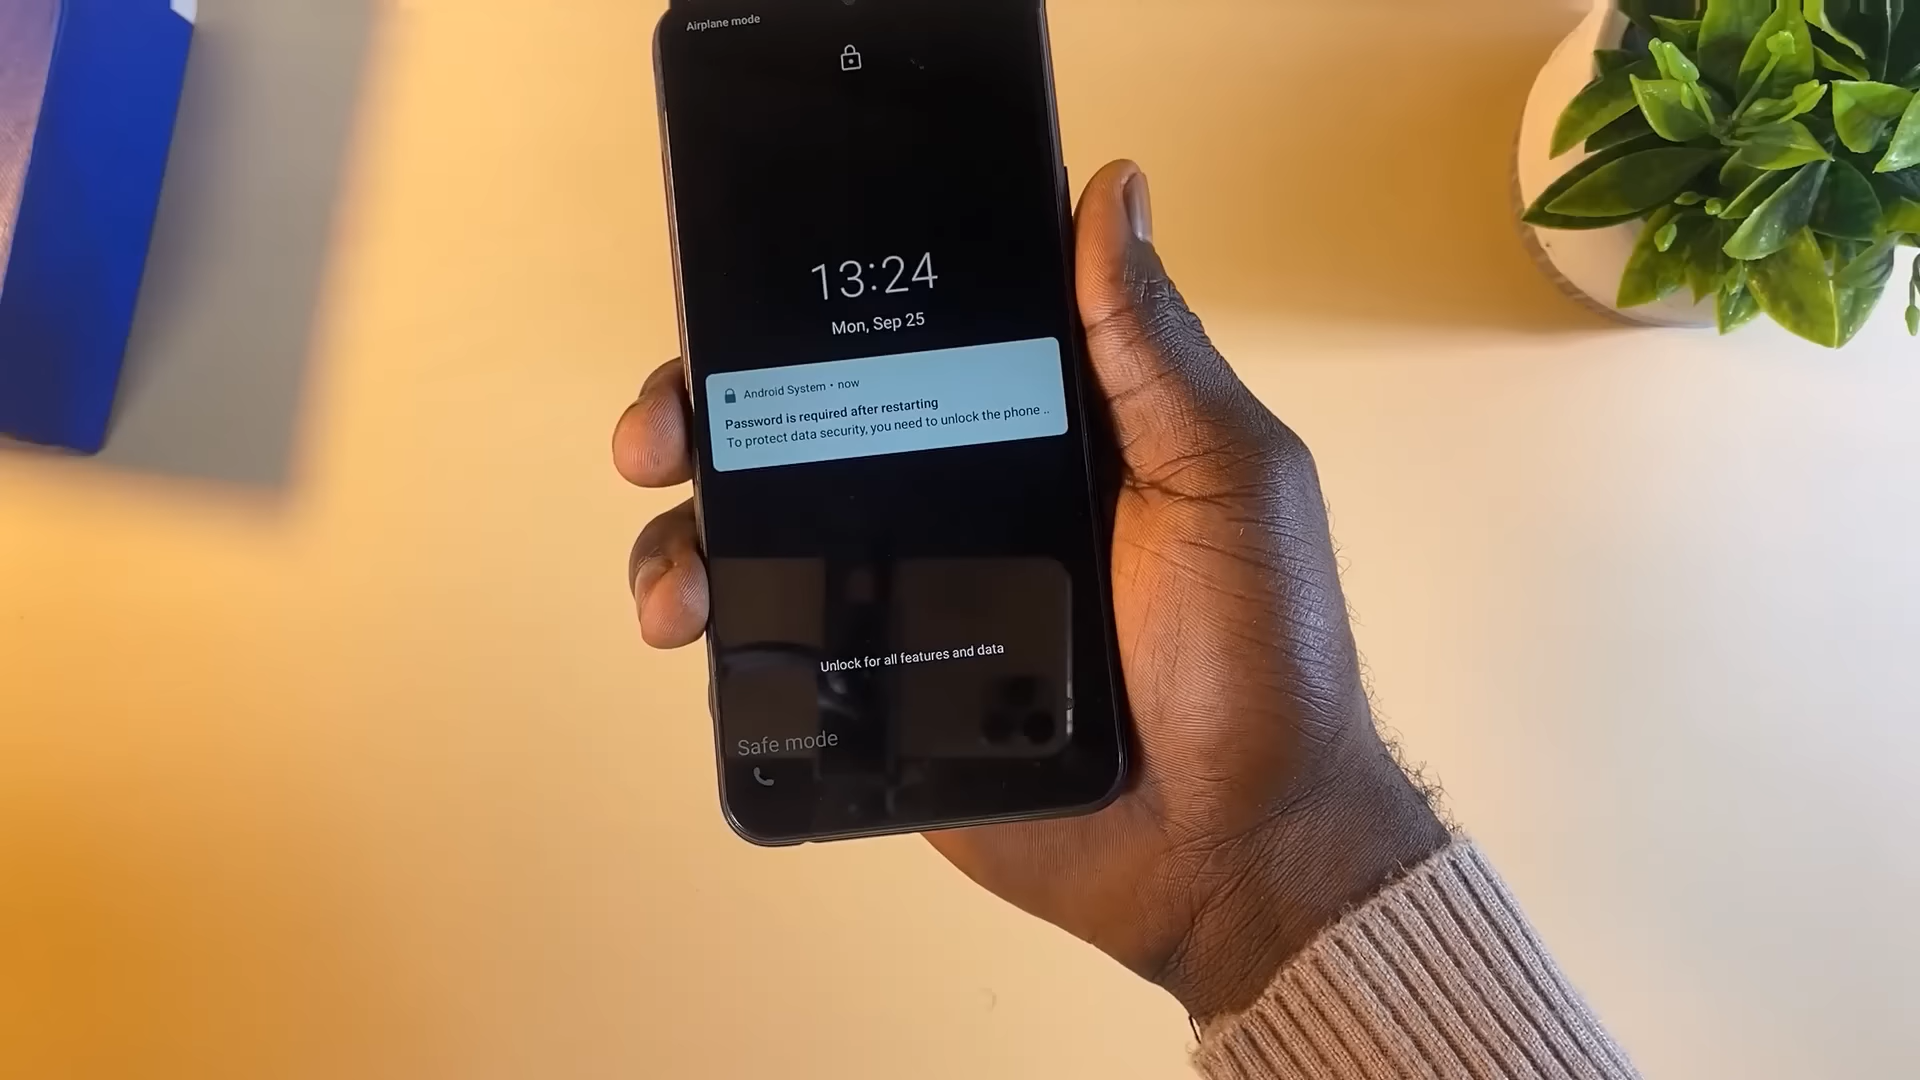 Airplane mode
13:24
Mon, Sep 25
Android System • now
Password is required after restarting
To protect data security, you need to unlock the phone ..
Unlock for all features and data
Safe mode